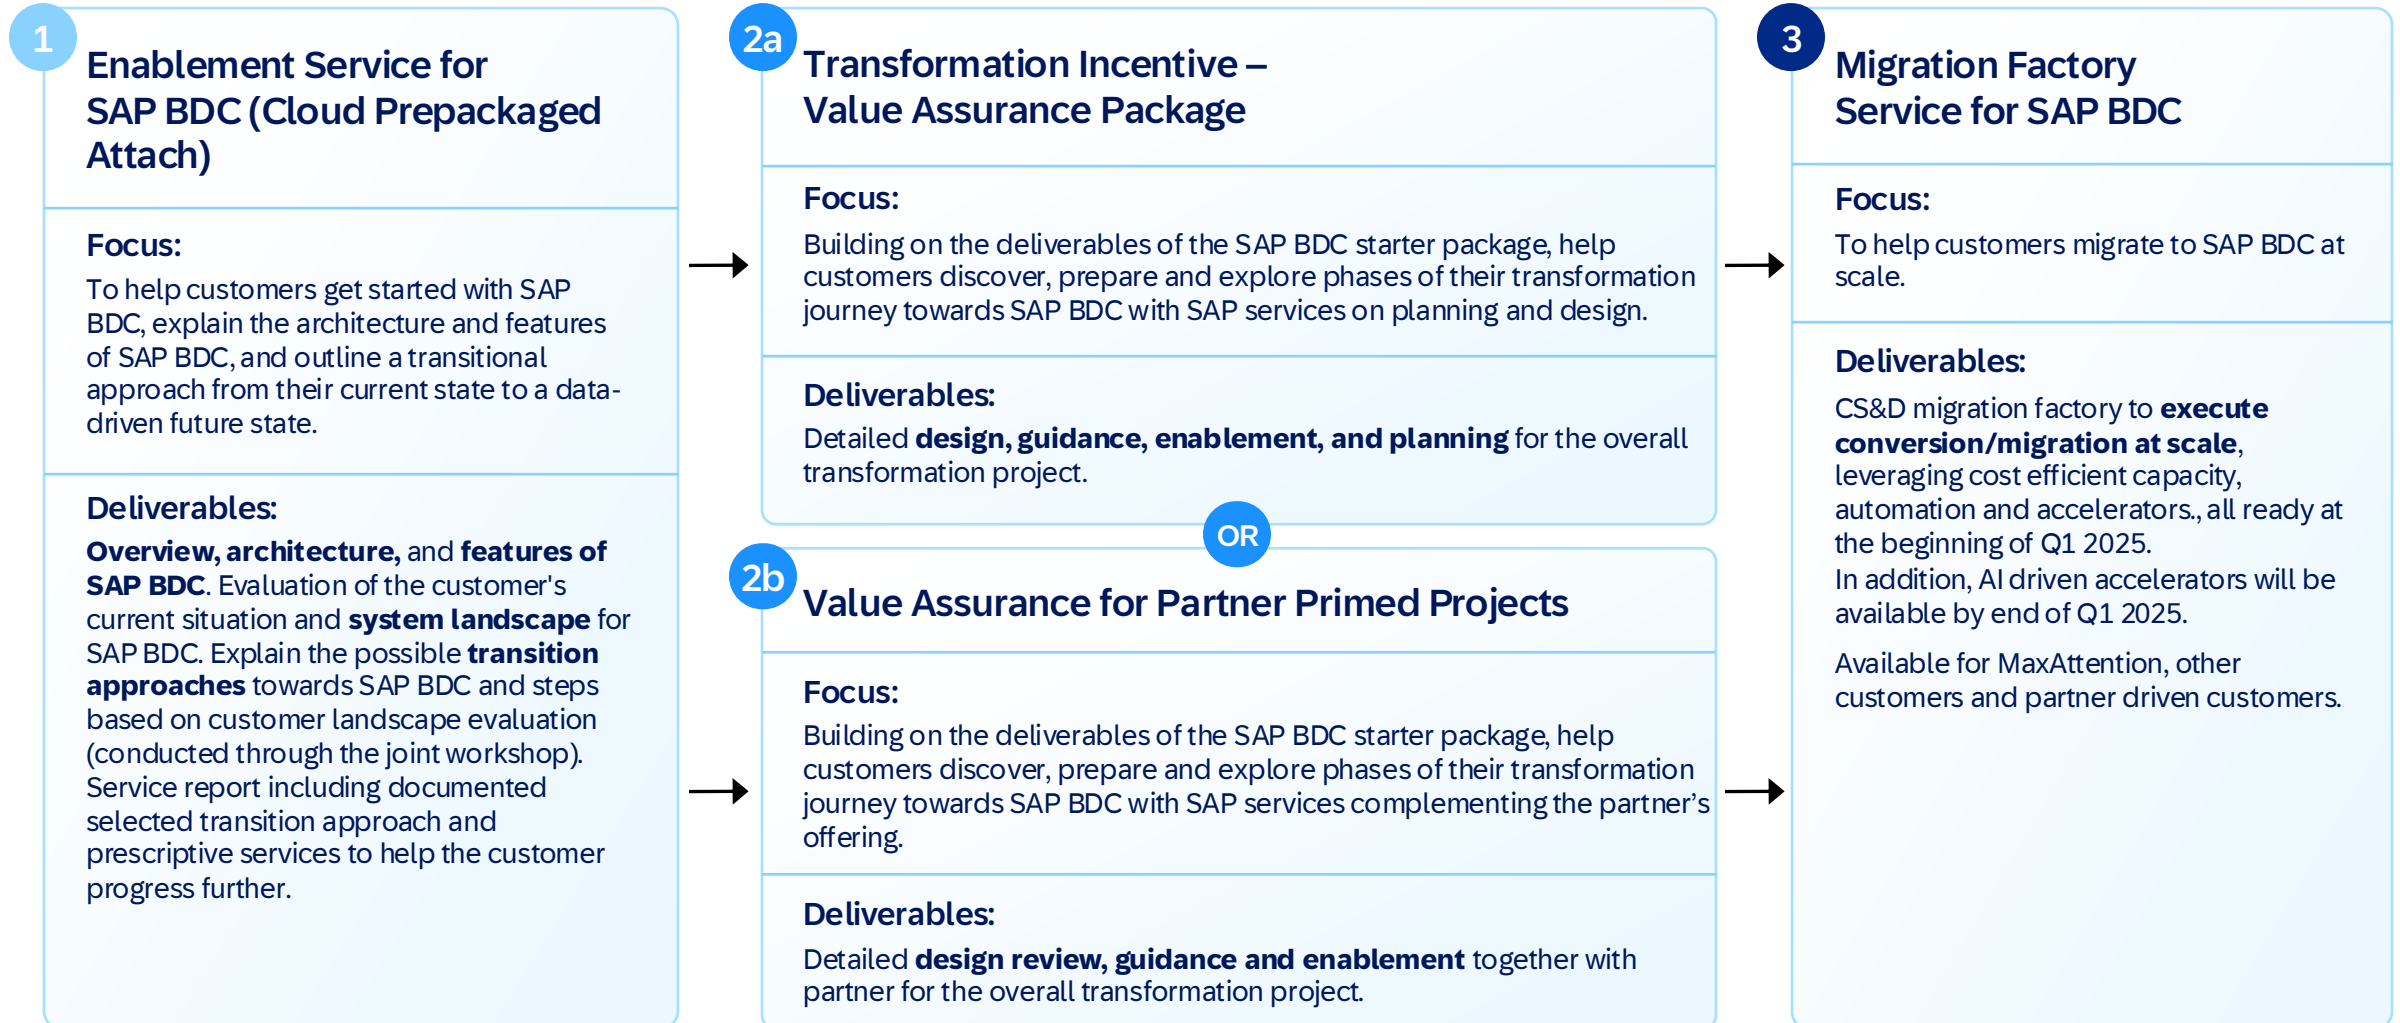 1
Enablement Service for
SAP BDC (Cloud Prepackaged
Attach)
Focus:
To help customers get started with SAP
BDC, explain the architecture and features
of SAP BDC, and outline a transitional
approach from their current state to a data-
driven future state.
Deliverables:
Overview, architecture, and features of
SAP BDC. Evaluation of the customer's
current situation and system landscape for
SAP BDC. Explain the possible transition
approaches towards SAP BDC and steps
based on customer landscape evaluation
(conducted through the joint workshop).
Service report including documented
selected transition approach and
prescriptive services to help the customer
progress further.
2a
Transformation Incentive –
Value Assurance Package
Focus:
Building on the deliverables of the SAP BDC starter package, help
customers discover, prepare and explore phases of their transformation
journey towards SAP BDC with SAP services on planning and design.
Deliverables:
Detailed design, guidance, enablement, and planning for the overall
transformation project.
OR
2b
Value Assurance for Partner Primed Projects
Focus:
Building on the deliverables of the SAP BDC starter package, help
customers discover, prepare and explore phases of their transformation
journey towards SAP BDC with SAP services complementing the partner’s
offering.
Deliverables:
Detailed design review, guidance and enablement together with
partner for the overall transformation project.
3
Migration Factory
Service for SAP BDC
Focus:
To help customers migrate to SAP BDC at
scale.
Deliverables:
CS&D migration factory to execute
conversion/migration at scale,
leveraging cost efficient capacity,
automation and accelerators., all ready at
the beginning of Q1 2025.
In addition, AI driven accelerators will be
available by end of Q1 2025.
Available for MaxAttention, other
customers and partner driven customers.